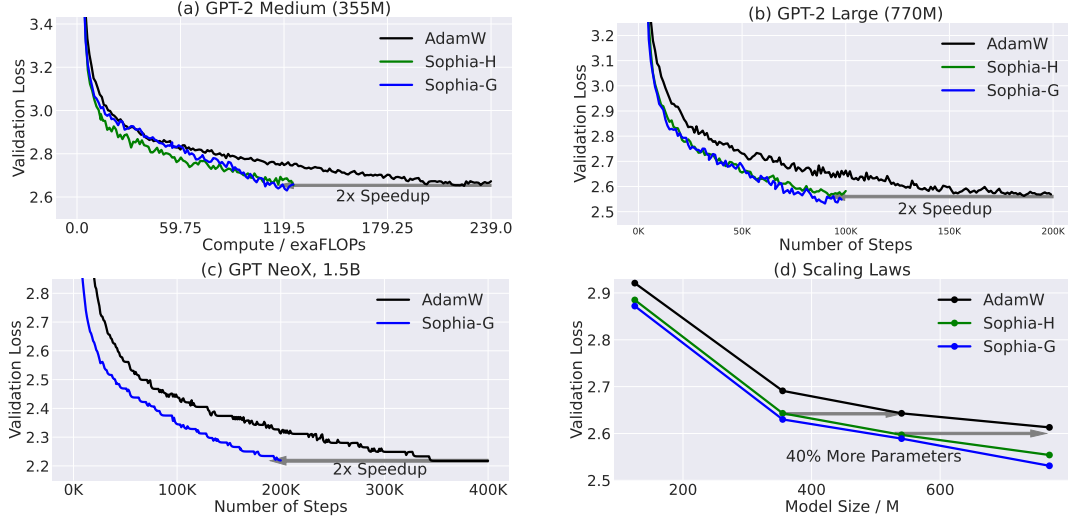 (a) GPT-2 Medium (355M)
Validation Loss
3.4
3.2
3.0
2.8
2.6
AdamW
Sophia-H
Sophia-G
2x Speedup
0.0 59.75 119.5 179.25 239.0
Compute / exaFLOPs
(b) GPT-2 Large (770M)
Validation Loss
3.2
3.1
3.0
2.9
2.8
2.7
2.6
2.5
AdamW
Sophia-H
Sophia-G
2x Speedup
0K 50K 100K 150K 200K
Number of Steps
(c) GPT NeoX, 1.5B
Validation Loss
2.8
2.7
2.6
2.5
2.4
2.3
2.2
AdamW
Sophia-G
2x Speedup
0K 100K 200K 300K 400K
Number of Steps
(d) Scaling Laws
Validation Loss
2.9
2.8
2.7
2.6
2.5
AdamW
Sophia-H
Sophia-G
40% More Parameters
200 400 600
Model Size / M